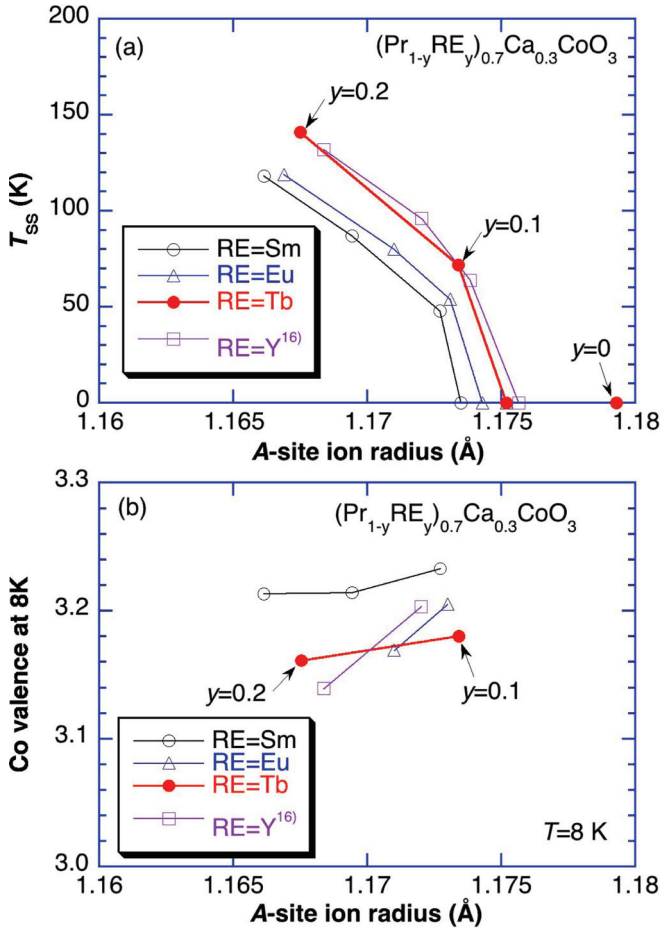 (a)
(Pr1-yREy)0.7Ca0.3CoO3
200
150
100
50
0
TSS (K)
y=0.2
y=0.1
y=0
RE=Sm
RE=Eu
RE=Tb
RE=Y16)
1.16
1.165
1.17
1.175
1.18
A-site ion radius (Å)
(b)
(Pr1-yREy)0.7Ca0.3CoO3
3.3
3.2
3.1
3.0
Co valence at 8K
y=0.2
y=0.1
RE=Sm
RE=Eu
RE=Tb
RE=Y16)
T=8 K
1.16
1.165
1.17
1.175
1.18
A-site ion radius (Å)